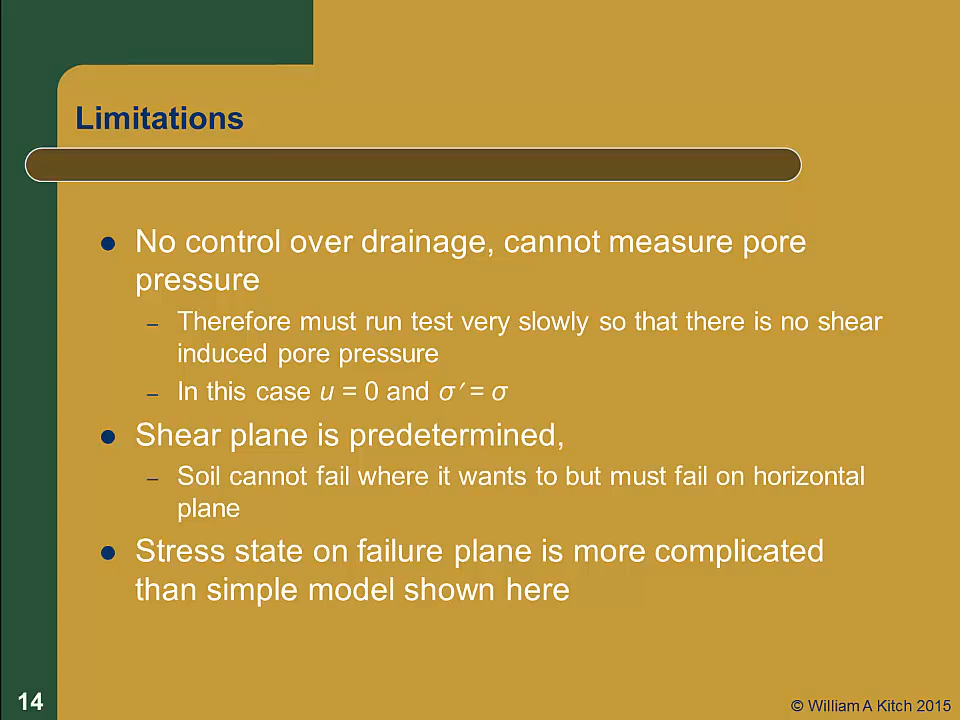 Limitations
No control over drainage, cannot measure pore
pressure
– Therefore must run test very slowly so that there is no shear
induced pore pressure
– In this case u = 0 and σ′ = σ
Shear plane is predetermined,
– Soil cannot fail where it wants to but must fail on horizontal
plane
Stress state on failure plane is more complicated
than simple model shown here
14
© William A Kitch 2015